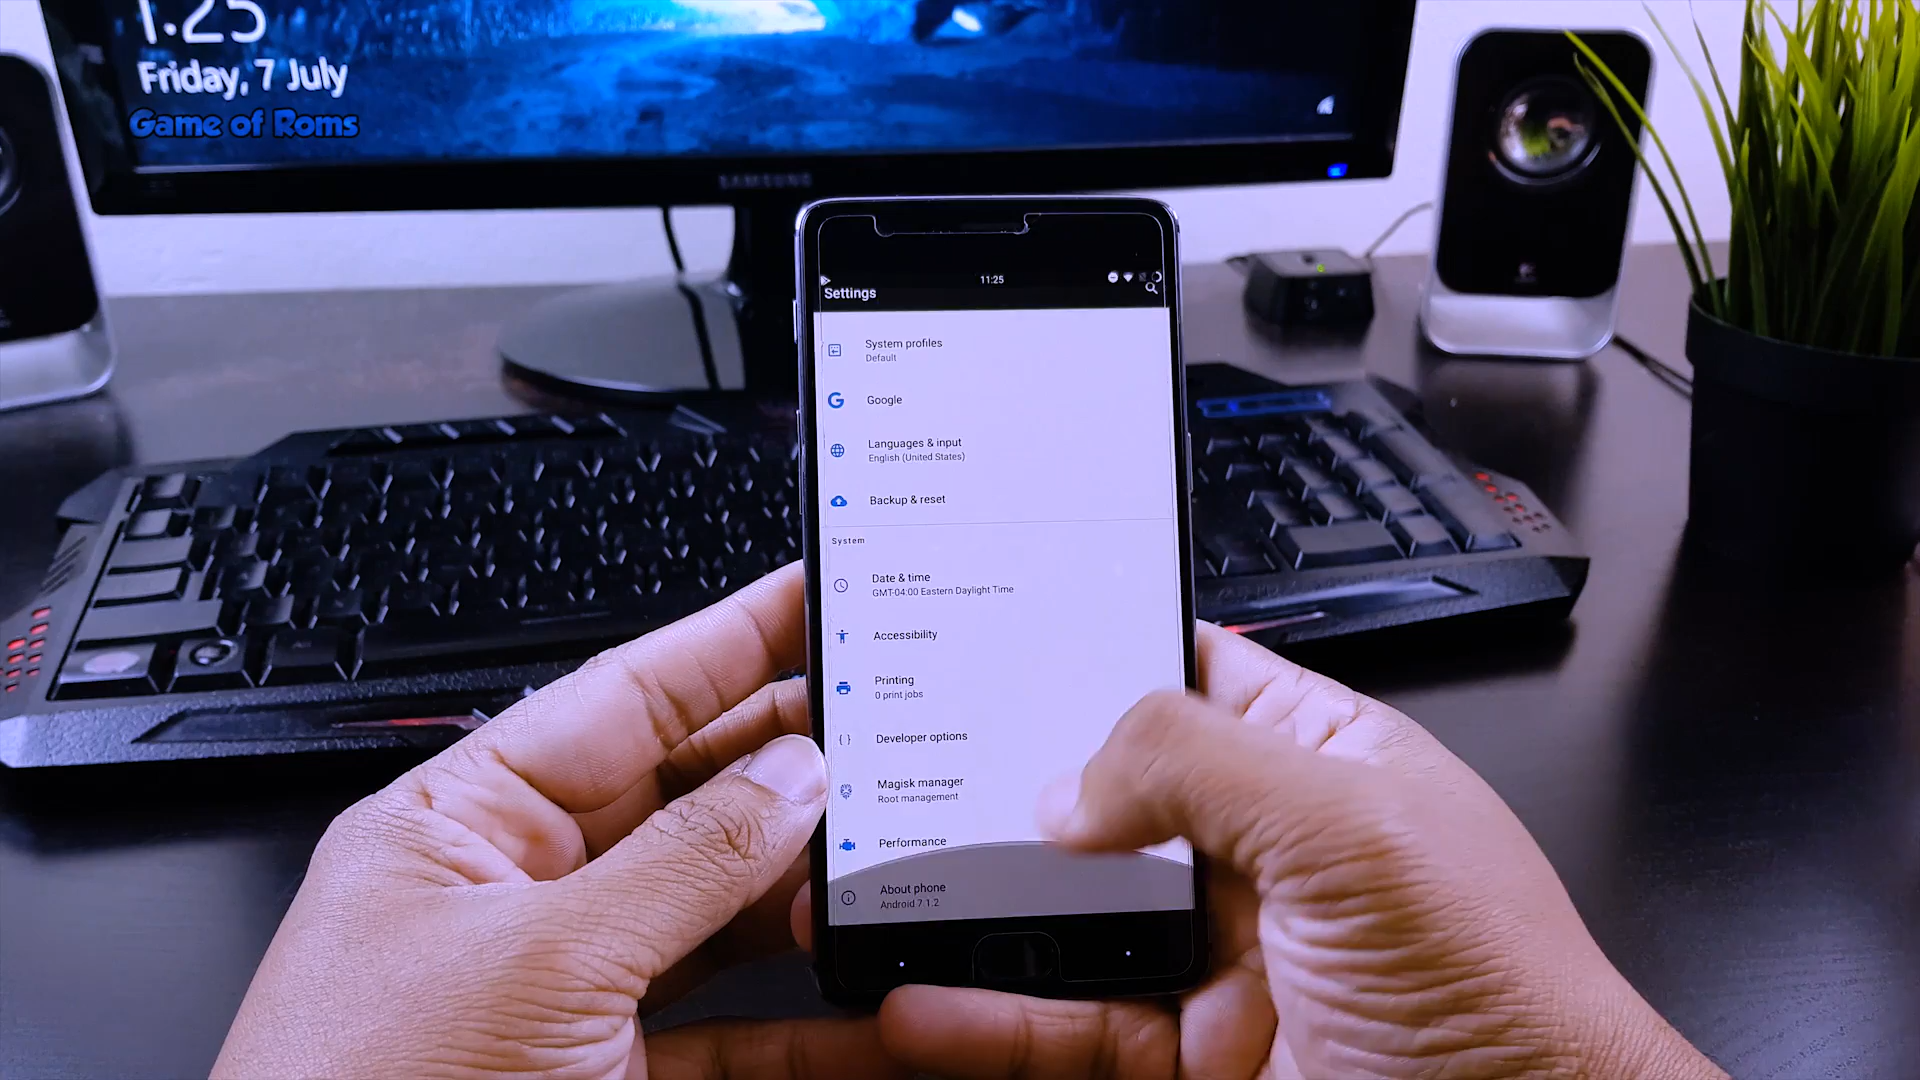 1:25
Friday, 7 July
Game of Roms
SAMSUNG
11:25
Settings
System profiles
Default
Google
Languages & input
English (United States)
Backup & reset
System
Date & time
GMT-04:00 Eastern Daylight Time
Accessibility
Printing
0 print jobs
Developer options
Magisk manager
Root management
Performance
About phone
Android 7.1.2